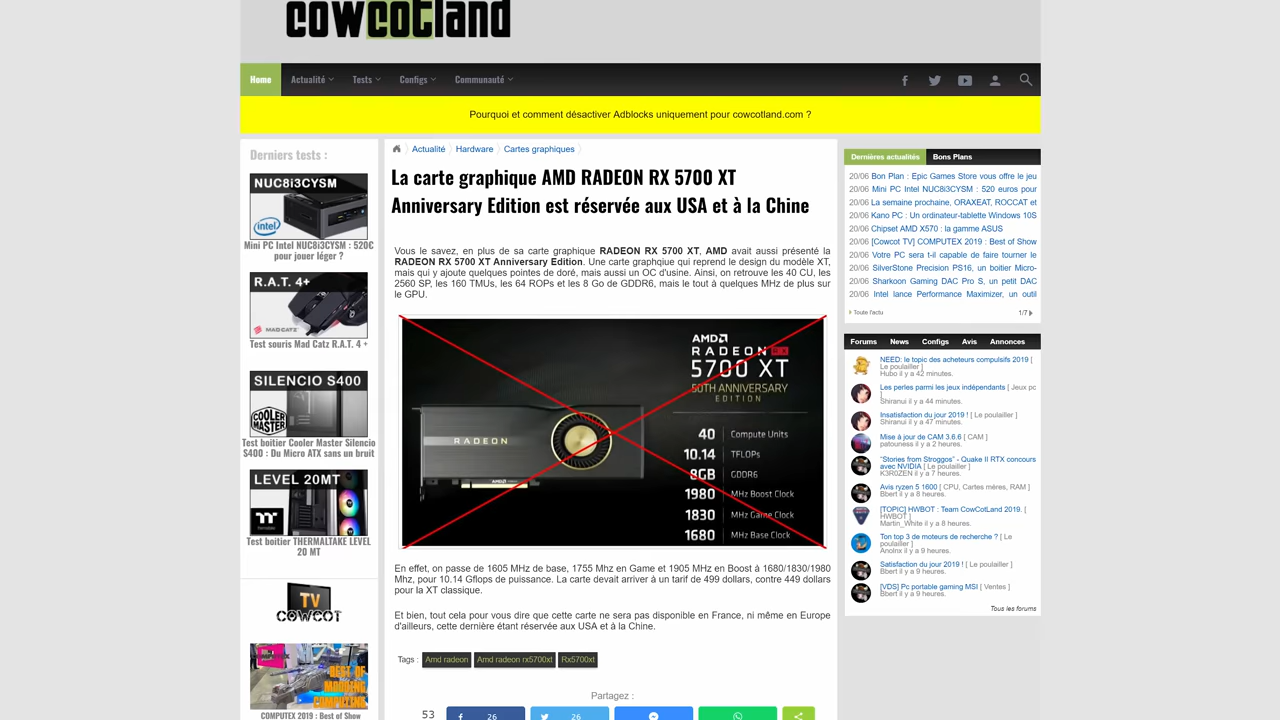 cowcotland
Home
Actualité
Tests
Configs
Communauté
Pourquoi et comment désactiver Adblocks uniquement pour cowcotland.com ?
Derniers tests :
NUC8i3CYSM
intel
Mini PC Intel NUC8i3CYSM : 520€
pour jouer léger ?
R.A.T. 4+
MAD CATZ
Test souris Mad Catz R.A.T. 4 +
SILENCIO S400
COOLER
MASTER
Test boitier Cooler Master Silencio
S400 : Du Micro ATX sans un bruit
LEVEL 20MT
Test boitier THERMALTAKE LEVEL
20 MT
TV
COWCOT
BEST OF
MODDING
COMPUTEX
COMPUTEX 2019 : Best of Show
Actualité
Hardware
Cartes graphiques
La carte graphique AMD RADEON RX 5700 XT
Anniversary Edition est réservée aux USA et à la Chine
Vous le savez, en plus de sa carte graphique RADEON RX 5700 XT, AMD avait aussi présenté la
RADEON RX 5700 XT Anniversary Edition. Une carte graphique qui reprend le design du modèle XT,
mais qui y ajoute quelques pointes de doré, mais aussi un OC d'usine. Ainsi, on retrouve les 40 CU, les
2560 SP, les 160 TMUs, les 64 ROPs et les 8 Go de GDDR6, mais le tout à quelques MHz de plus sur
le GPU.
AMD
RADEON RX
5700 XT
50TH ANNIVERSARY
EDITION
RADEON
AMD
40 Compute Units
10.14 TFLOPs
8GB GDDR6
1980 MHz Boost Clock
1830 MHz Game Clock
1680 MHz Base Clock
En effet, on passe de 1605 MHz de base, 1755 Mhz en Game et 1905 MHz en Boost à 1680/1830/1980
Mhz, pour 10.14 Gflops de puissance. La carte devait arriver à un tarif de 499 dollars, contre 449 dollars
pour la XT classique.
Et bien, tout cela pour vous dire que cette carte ne sera pas disponible en France, ni même en Europe
d'ailleurs, cette dernière étant réservée aux USA et à la Chine.
Tags : Amd radeon Amd radeon rx5700xt Rx5700xt
Partagez :
53
26
26
Dernières actualités
Bons Plans
20/06 Bon Plan : Epic Games Store vous offre le jeu
20/06 Mini PC Intel NUC8i3CYSM : 520 euros pour
20/06 La semaine prochaine, ORAXEAT, ROCCAT et
20/06 Kano PC : Un ordinateur-tablette Windows 10S
20/06 Chipset AMD X570 : la gamme ASUS
20/06 [Cowcot TV] COMPUTEX 2019 : Best of Show
20/06 Votre PC sera t-il capable de faire tourner le
20/06 SilverStone Precision PS16, un boitier Micro-
20/06 Sharkoon Gaming DAC Pro S, un petit DAC
20/06 Intel lance Performance Maximizer, un outil
Toute l'actu
1/7
Forums
News
Configs
Avis
Annonces
NEED: le topic des acheteurs compulsifs 2019 [
Le poulailler ]
Hubo il y a 42 minutes.
Les perles parmi les jeux indépendants [ Jeux pc
]
Shiranui il y a 44 minutes.
Insatisfaction du jour 2019 ! [ Le poulailler ]
Shiranui il y a 47 minutes.
Mise à jour de CAM 3.6.6 [ CAM ]
patouness il y a 2 heures.
"Stories from Stroggos" - Quake II RTX concours
avec NVIDIA [ Le poulailler ]
K3R0ZEN il y a 7 heures.
Avis ryzen 5 1600 [ CPU, Cartes mères, RAM ]
Bbert il y a 8 heures.
[TOPIC] HWBOT : Team CowCotLand 2019. [
HWBOT ]
Martin_White il y a 8 heures.
Ton top 3 de moteurs de recherche ? [ Le
poulailler ]
Anolnx il y a 9 heures.
Satisfaction du jour 2019 ! [ Le poulailler ]
Bbert il y a 9 heures.
[VDS] Pc portable gaming MSI [ Ventes ]
Bbert il y a 9 heures.
Tous les forums